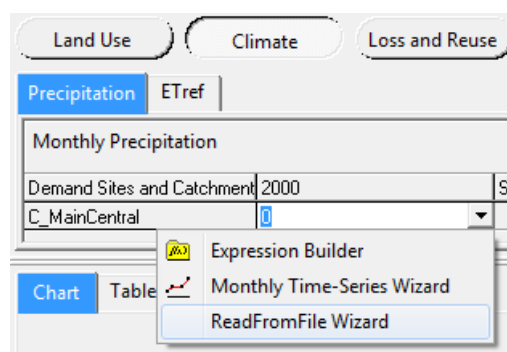 Land Use Climate Loss and Reuse
Precipitation ETref
Monthly Precipitation
Demand Sites and Catchment 2000 S
C_MainCentral 0
Expression Builder
Chart Table Monthly Time-Series Wizard
ReadFromFile Wizard